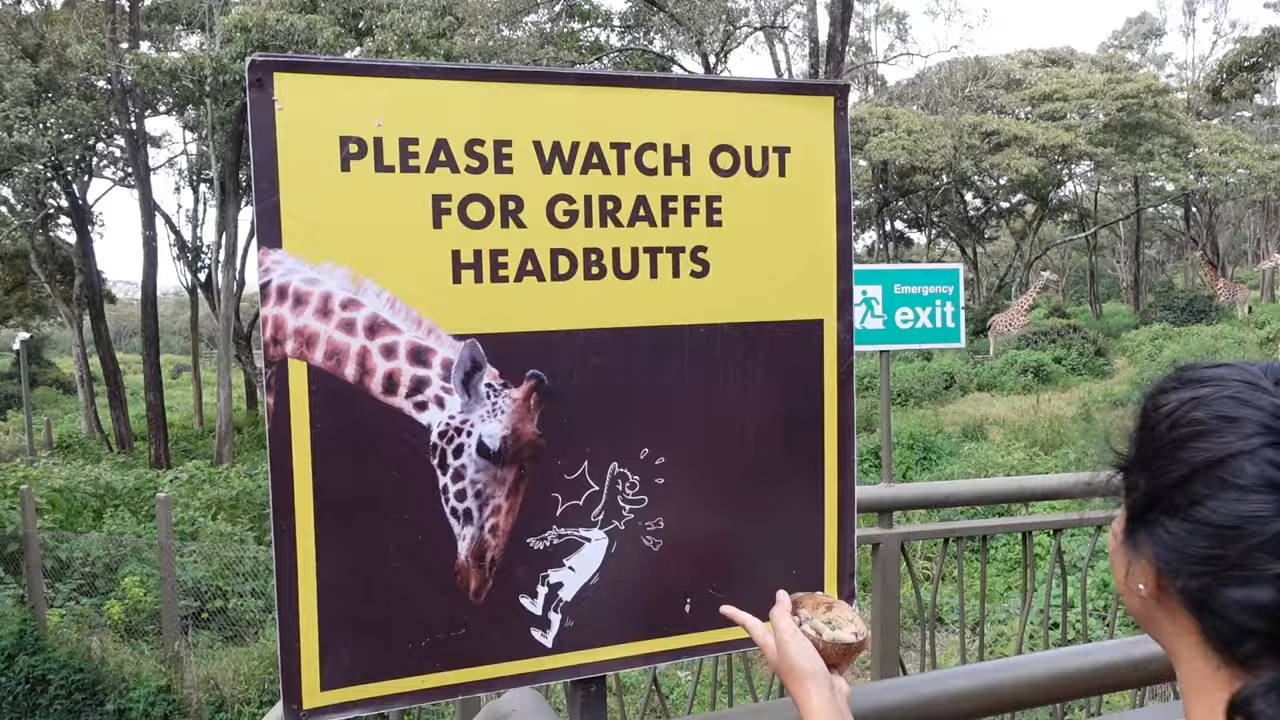 PLEASE WATCH OUT
FOR GIRAFFE
HEADBUTTS
Emergency
exit